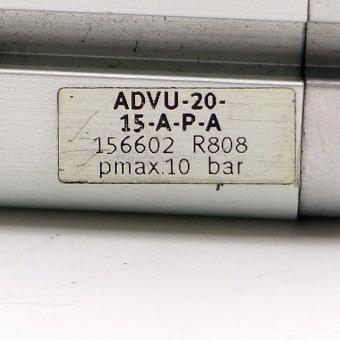 ADVU-20-
15-A-P-A
156602 R808
pmax.10 bar